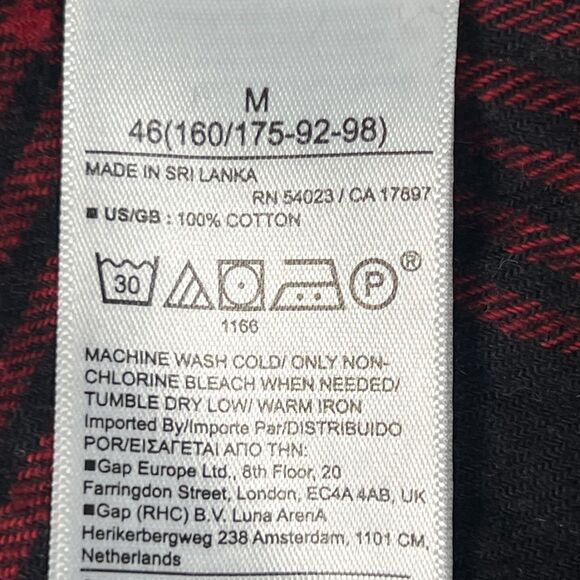 M
46(160/175-92-98)
MADE IN SRI LANKA
RN 54023 / CA 17897
■ US/GB : 100% COTTON
30
P
®
1166
MACHINE WASH COLD/ ONLY NON-
CHLORINE BLEACH WHEN NEEDED/
TUMBLE DRY LOW/ WARM IRON
Imported By/Importe Par/DISTRIBUIDO
POR/ΕΙΣΑΓΕΤΑΙ ΑΠΟ ΤΗΝ:
■Gap Europe Ltd., 8th Floor, 20
Farringdon Street, London, EC4A 4AB, UK
■Gap (RHC) B.V. Luna ArenA
Herikerbergweg 238 Amsterdam, 1101 CM,
Netherlands